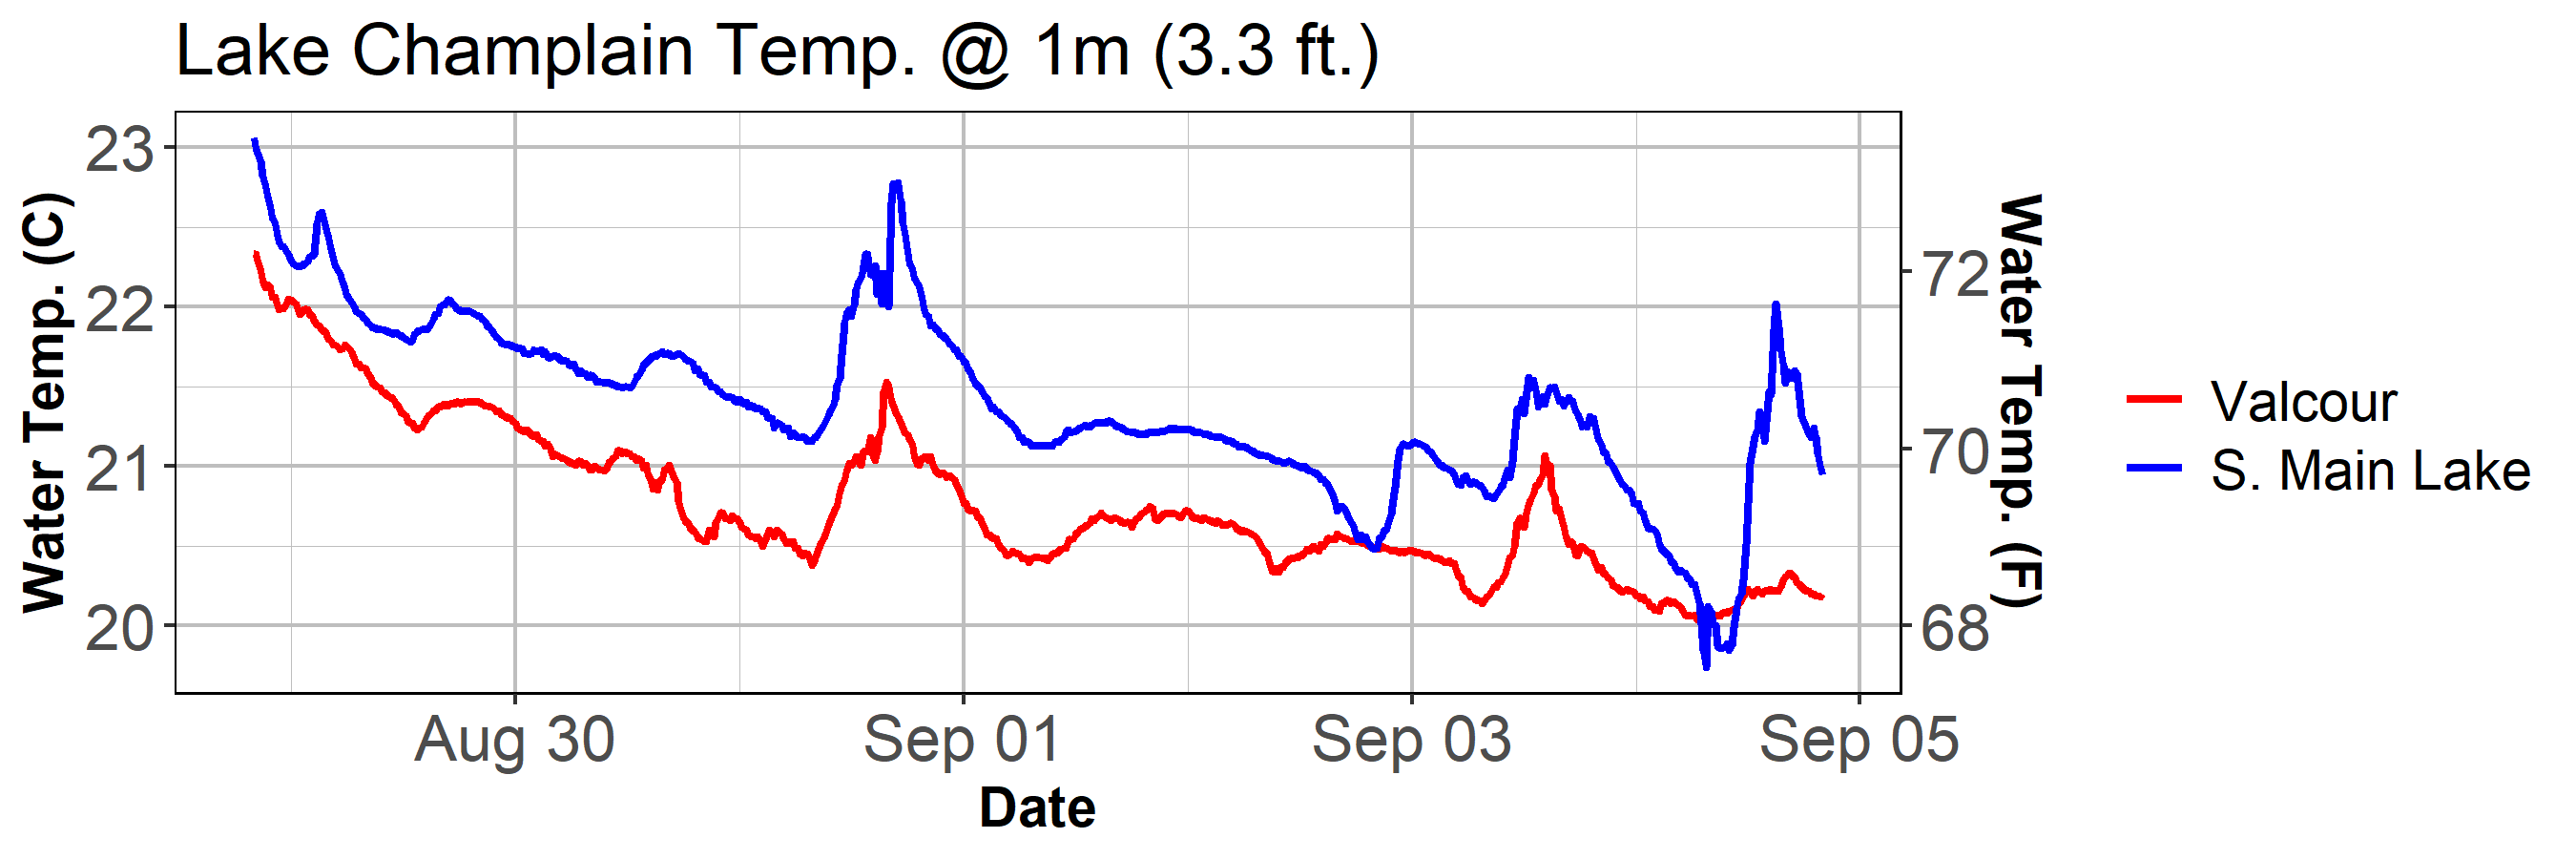 Lake Champlain Temp. @ 1m (3.3 ft.)
Water Temp. (C)
23
22
21
20
72
70
68
Water Temp. (F)
Aug 30
Sep 01
Sep 03
Sep 05
Date
Valcour
S. Main Lake